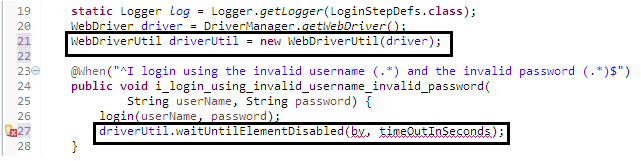 19 static Logger log = Logger.getLogger(LoginStepDefs.class);
20 WebDriver driver = DriverManager.getWebDriver();
21 WebDriverUtil driverUtil = new WebDriverUtil(driver);
22
23 @When("^I login using the invalid username (.*) and the invalid password (.*)$")
24 public void i_login_using_invalid_username_invalid_password(
25 String userName, String password) {
26 login(userName, password);
27 driverUtil.waitUntilElementDisabled(by, timeOutInSeconds);
28 }